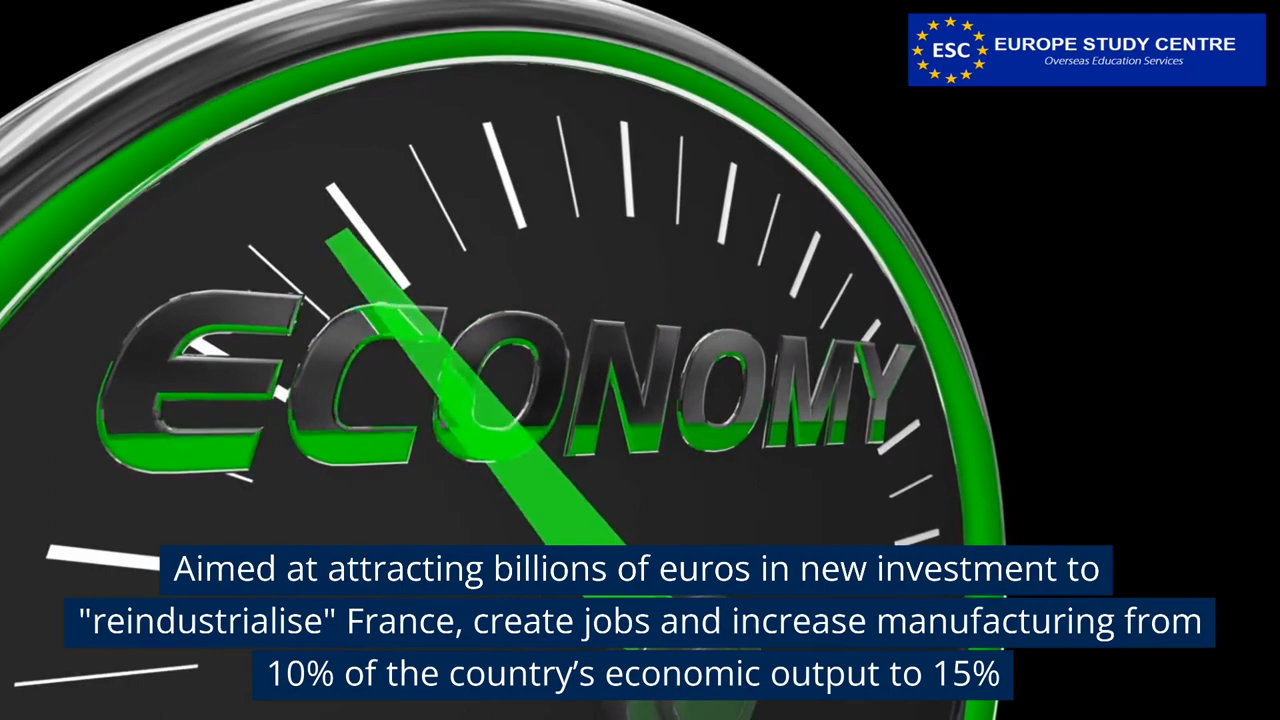 ESC
EUROPE STUDY CENTRE
Overseas Education Services
ECONOMY
Aimed at attracting billions of euros in new investment to
"reindustrialise" France, create jobs and increase manufacturing from
10% of the country’s economic output to 15%